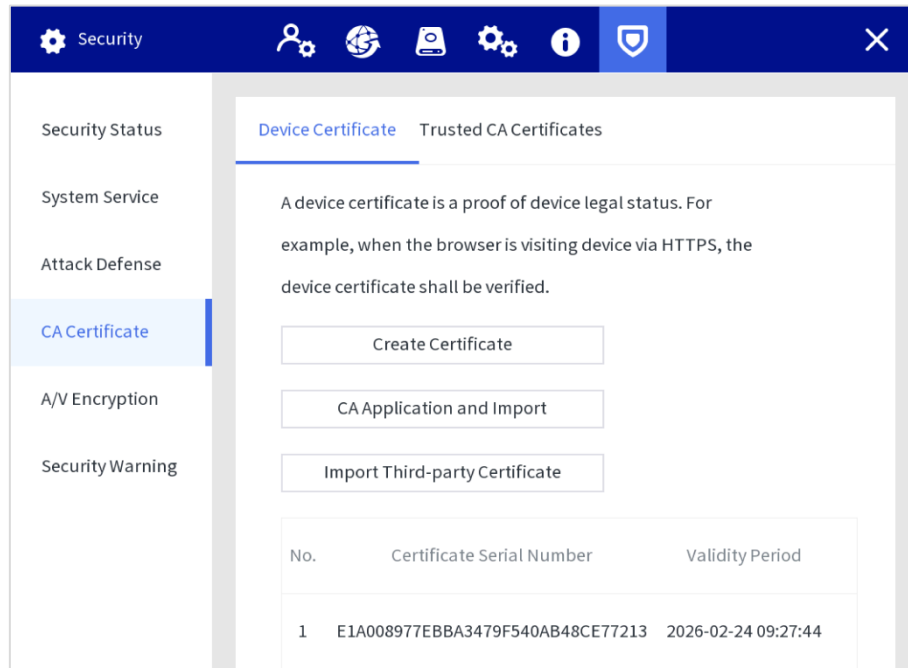 Security
Security Status
System Service
Attack Defense
CA Certificate
A/V Encryption
Security Warning
Device Certificate Trusted CA Certificates
A device certificate is a proof of device legal status. For
example, when the browser is visiting device via HTTPS, the
device certificate shall be verified.
Create Certificate
CA Application and Import
Import Third-party Certificate
No. Certificate Serial Number Validity Period
1 E1A008977EBBA3479F540AB48CE77213 2026-02-24 09:27:44